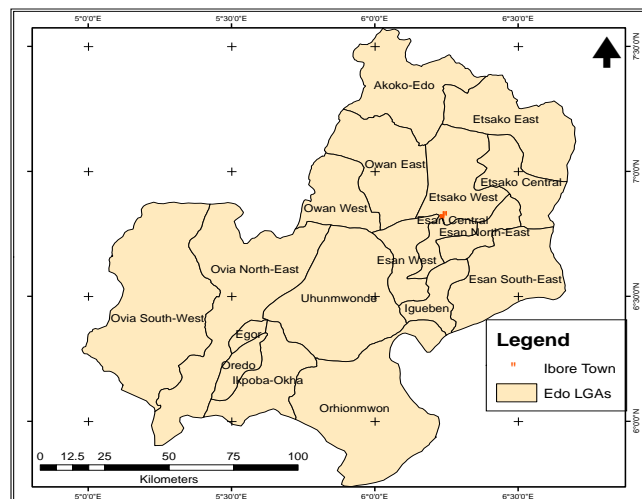 5°0'0"E 5°30'0"E 6°0'0"E 6°30'0"E
7°30'0"N
Akoko-Edo
Etsako East
7°0'0"N
Owan East
Etsako Central
Etsako West
Owan West
Esan Central
Esan North-East
Esan West
Ovia North-East
Esan South-East
6°30'0"N
Uhunmwonde
Igueben
Ovia South-West
Egor
Legend
Ibore Town
Edo LGAs
Oredo
Ikpoba-Okha
Orhionmwon
6°0'0"N
0 12.5 25 50 75 100
Kilometers
5°0'0"E 5°30'0"E 6°0'0"E 6°30'0"E